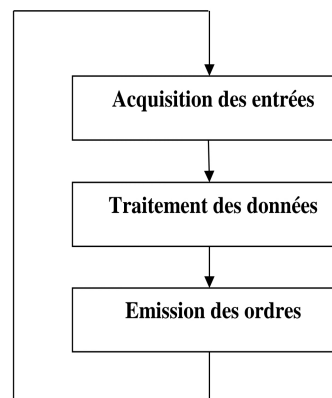 Acquisition des entrées
Traitement des données
Emission des ordres